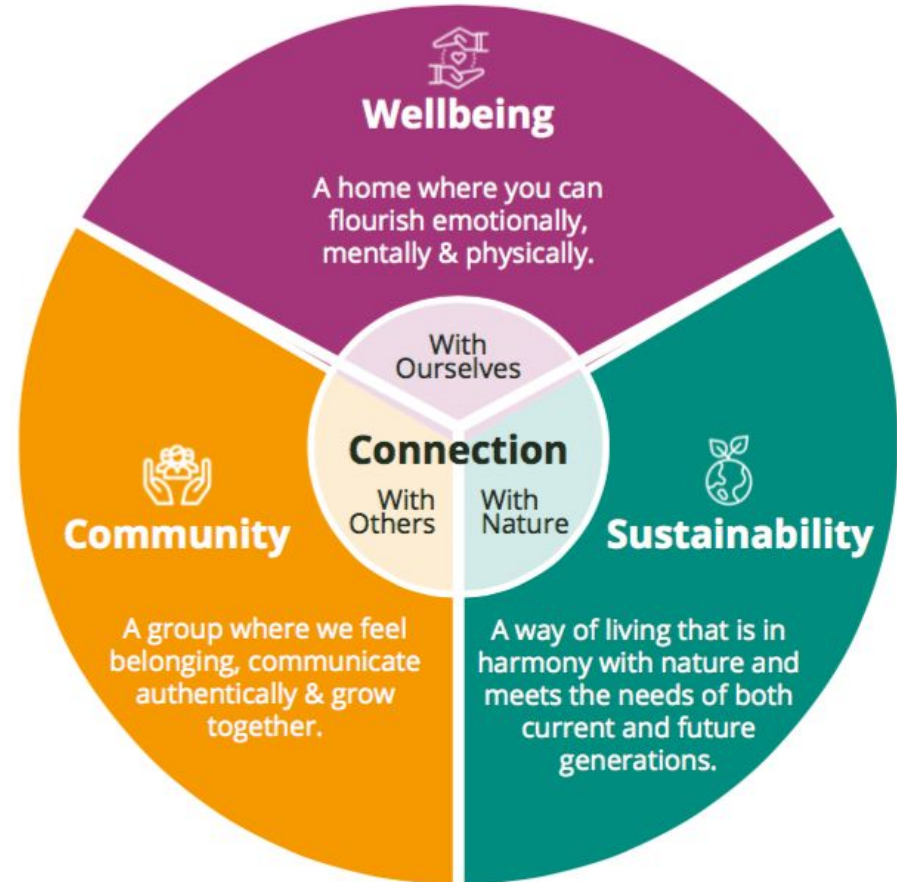 Wellbeing
A home where you can
flourish emotionally,
mentally & physically.
With
Ourselves
Connection
With
Others
With
Nature
Community
A group where we feel
belonging, communicate
authentically & grow
together.
Sustainability
A way of living that is in
harmony with nature and
meets the needs of both
current and future
generations.